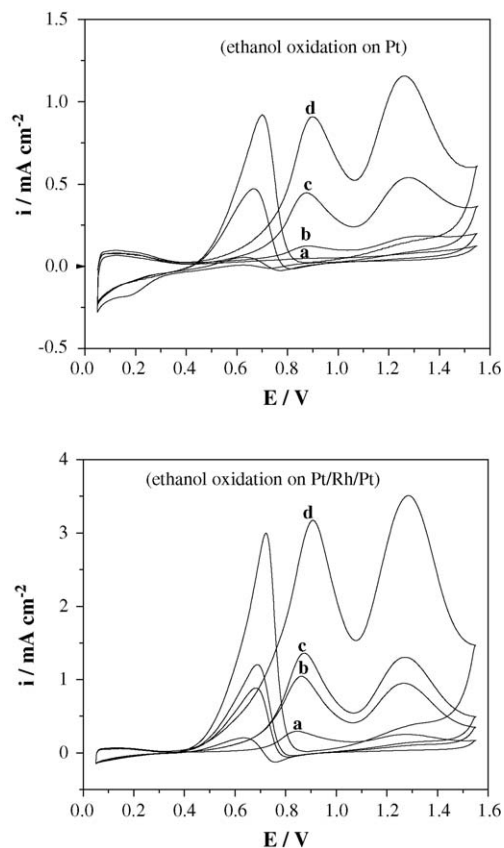 1.5
(ethanol oxidation on Pt)
d
1.0
i / mA cm-2
0.5
c
b
a
0.0
-0.5
0.0 0.2 0.4 0.6 0.8 1.0 1.2 1.4 1.6
E / V
4
(ethanol oxidation on Pt/Rh/Pt)
d
3
i / mA cm-2
2
c
b
1
a
0
0.0 0.2 0.4 0.6 0.8 1.0 1.2 1.4 1.6
E / V